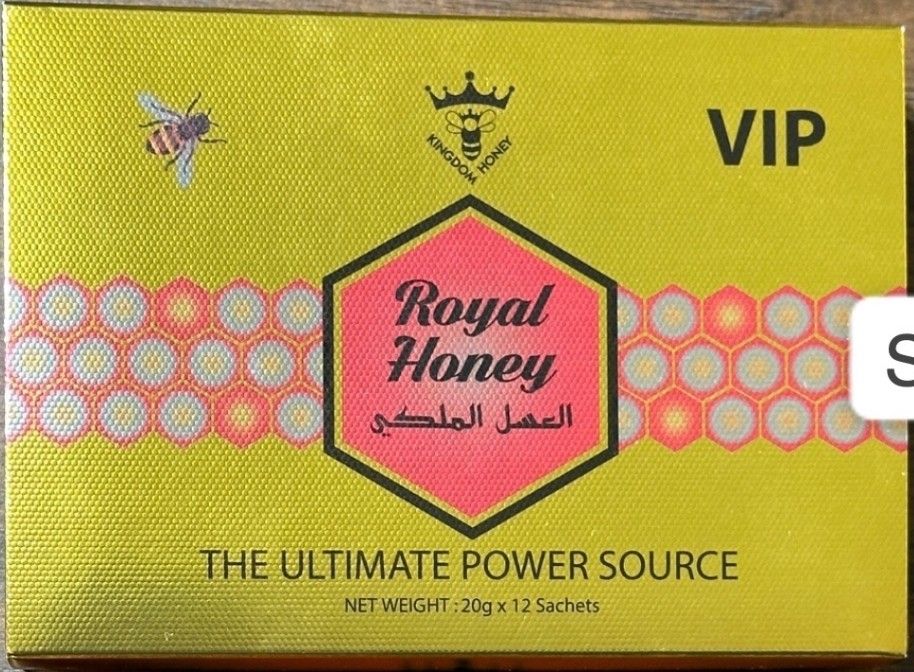 KINGDOM HONEY
VIP
Royal
Honey
العسل الملكي
THE ULTIMATE POWER SOURCE
NET WEIGHT : 20g x 12 Sachets
S